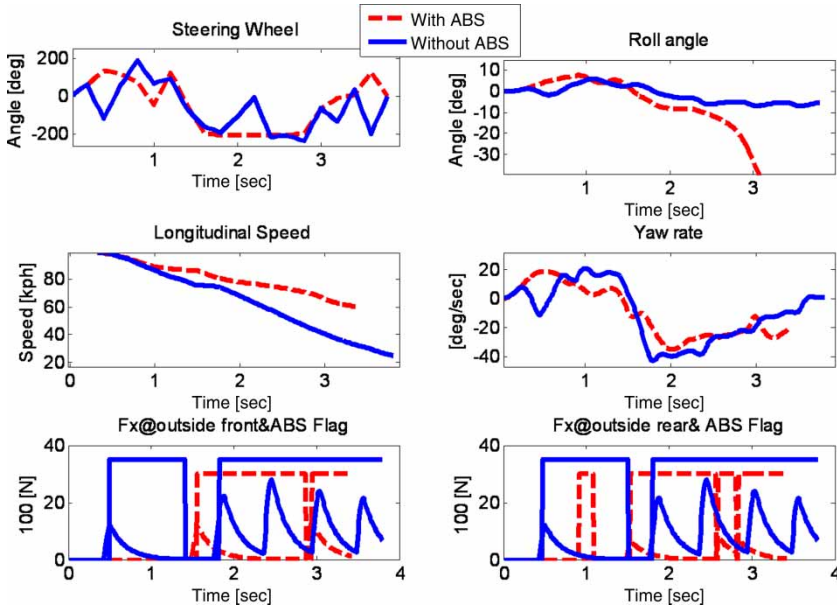 With ABS
Without ABS
Steering Wheel
Angle [deg]
200
0
-200
1
2
3
Time [sec]
Roll angle
Angle [deg]
10
0
-10
-20
-30
1
2
3
Time [sec]
Longitudinal Speed
Speed [kph]
80
60
40
20
0
1
2
3
Time [sec]
Yaw rate
[deg/sec]
20
0
-20
-40
0
1
2
3
Time [sec]
Fx@outside front&ABS Flag
100 [N]
40
20
0
0
1
2
3
4
Time [sec]
Fx@outside rear& ABS Flag
100 [N]
40
20
0
0
1
2
3
4
Time [sec]